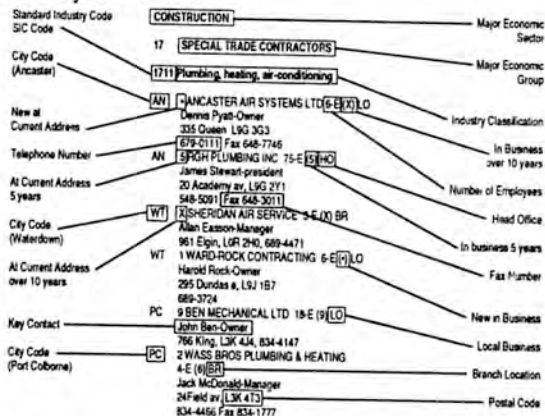 Standard Industry Code
SIC Code
City Code
(Ancaster)
New at
Current Address
Telephone Number
At Current Address
5 years
City Code
(Waterdown)
At Current Address
over 10 years
Key Contact
City Code
(Port Colborne)
CONSTRUCTION
17 SPECIAL TRADE CONTRACTORS
1711 Plumbing, heating, air-conditioning
AN •ANCASTER AIR SYSTEMS LTD 6-E (X) LO
Dennis Pyatt-Owner
335 Queen L9G 3G3
679-0111 Fax 648-7746
AN 5 RGH PLUMBING INC 75-E (5) HO
James Stewart-president
20 Academy av, L9G 2Y1
548-5091 Fax 648-3011
WT X SHERIDAN AIR SERVICE 3-E (X) BR
Allan Easson-Manager
961 Elgin, L0R 2H0, 689-4471
WT 1 WARD-ROCK CONTRACTING 6-E (•) LO
Harold Rock-Owner
295 Dundas e, L9J 1B7
689-3724
PC 9 BEN MECHANICAL LTD 18-E (9) LO
John Ben-Owner
766 King, L3K 4J4, 834-4147
PC 2 WASS BROS PLUMBING & HEATING
4-E (6) BR
Jack McDonald-Manager
24 Field av, L3K 4T3
834-4466 Fax 834-1777
Major Economic
Sector
Major Economic
Group
Industry Classification
In Business
over 10 years
Number of Employees
Head Office
In business 5 years
Fax Number
New in Business
Local Business
Branch Location
Postal Code